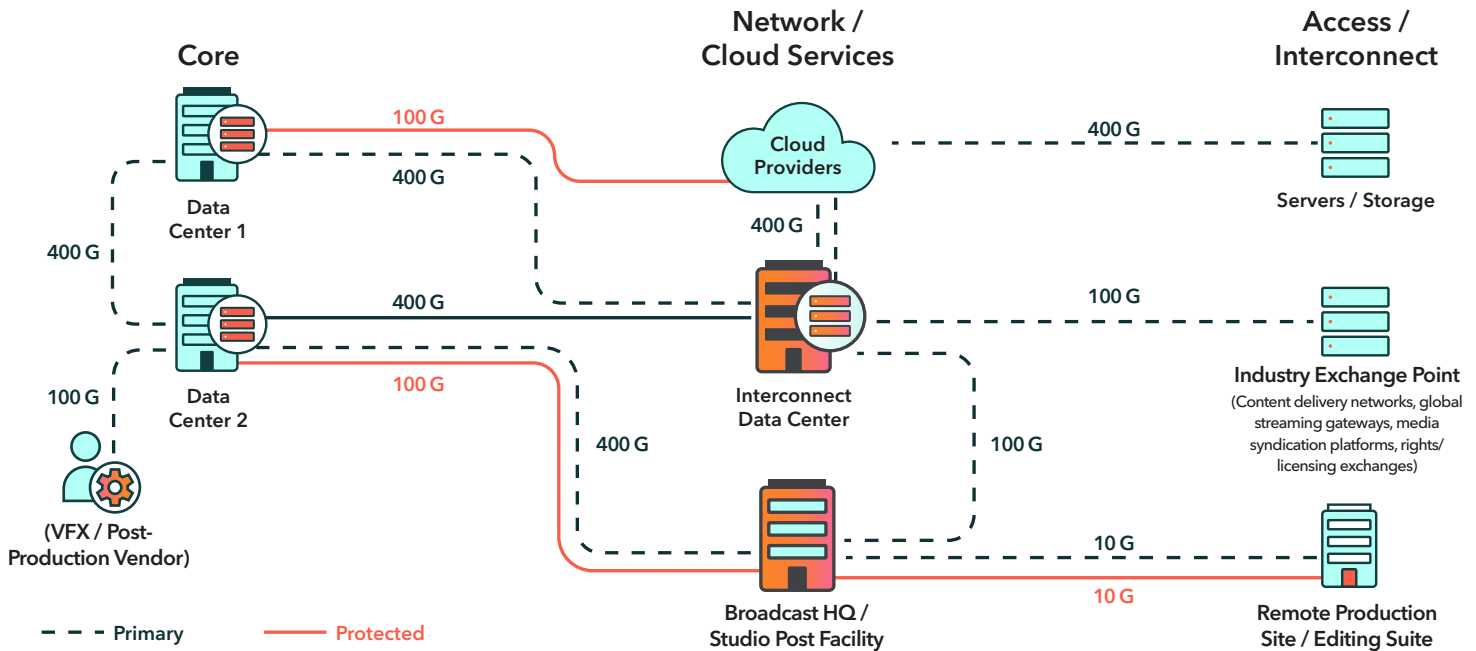 Core
Network /
Cloud Services
Access /
Interconnect
100 G
400 G
Cloud
Providers
400 G
Servers / Storage
Data
Center 1
400 G
400 G
400 G
100 G
Data
Center 2
100 G
100 G
Interconnect
Data Center
Industry Exchange Point
(Content delivery networks, global
streaming gateways, media
syndication platforms, rights/
licensing exchanges)
400 G
100 G
(VFX / Post-
Production Vendor)
10 G
10 G
Broadcast HQ /
Studio Post Facility
Remote Production
Site / Editing Suite
Primary
Protected